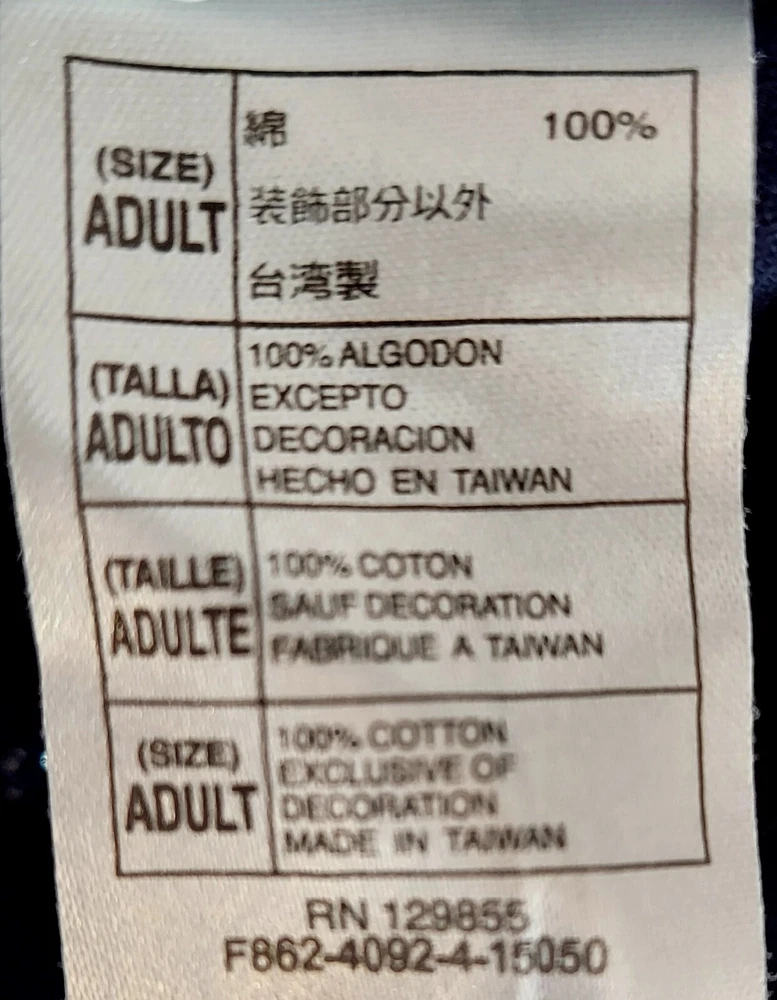 (SIZE)
ADULT
綿 100%
装飾部分以外
台湾製
(TALLA)
ADULTO
100% ALGODON
EXCEPTO
DECORACION
HECHO EN TAIWAN
(TAILLE)
ADULTE
100% COTON
SAUF DECORATION
FABRIQUE A TAIWAN
(SIZE)
ADULT
100% COTTON
EXCLUSIVE OF
DECORATION
MADE IN TAIWAN
RN 129855
F862-4092-4-15050